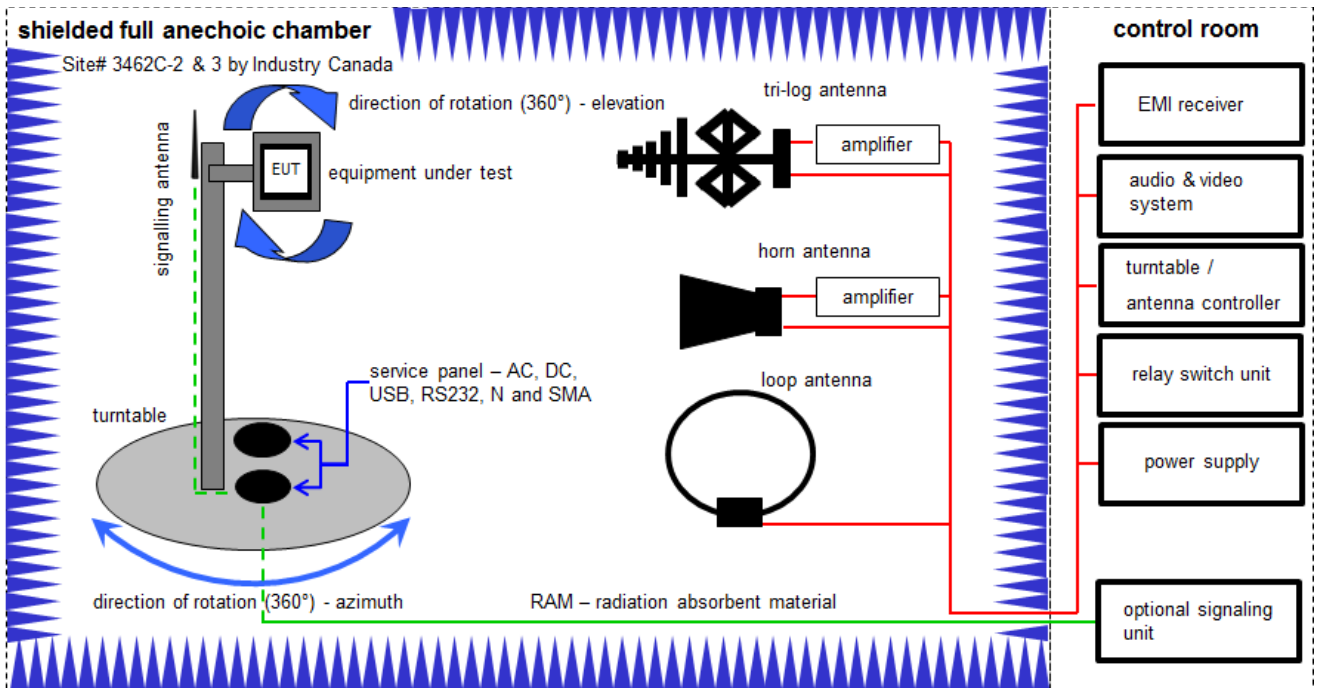 shielded full anechoic chamber
Site# 3462C-2 & 3 by Industry Canada
direction of rotation (360°) - elevation
signalling antenna
EUT
equipment under test
tri-log antenna
amplifier
horn antenna
amplifier
service panel – AC, DC,
USB, RS232, N and SMA
loop antenna
turntable
direction of rotation (360°) - azimuth
RAM – radiation absorbent material
control room
EMI receiver
audio & video
system
turntable /
antenna controller
relay switch unit
power supply
optional signaling
unit